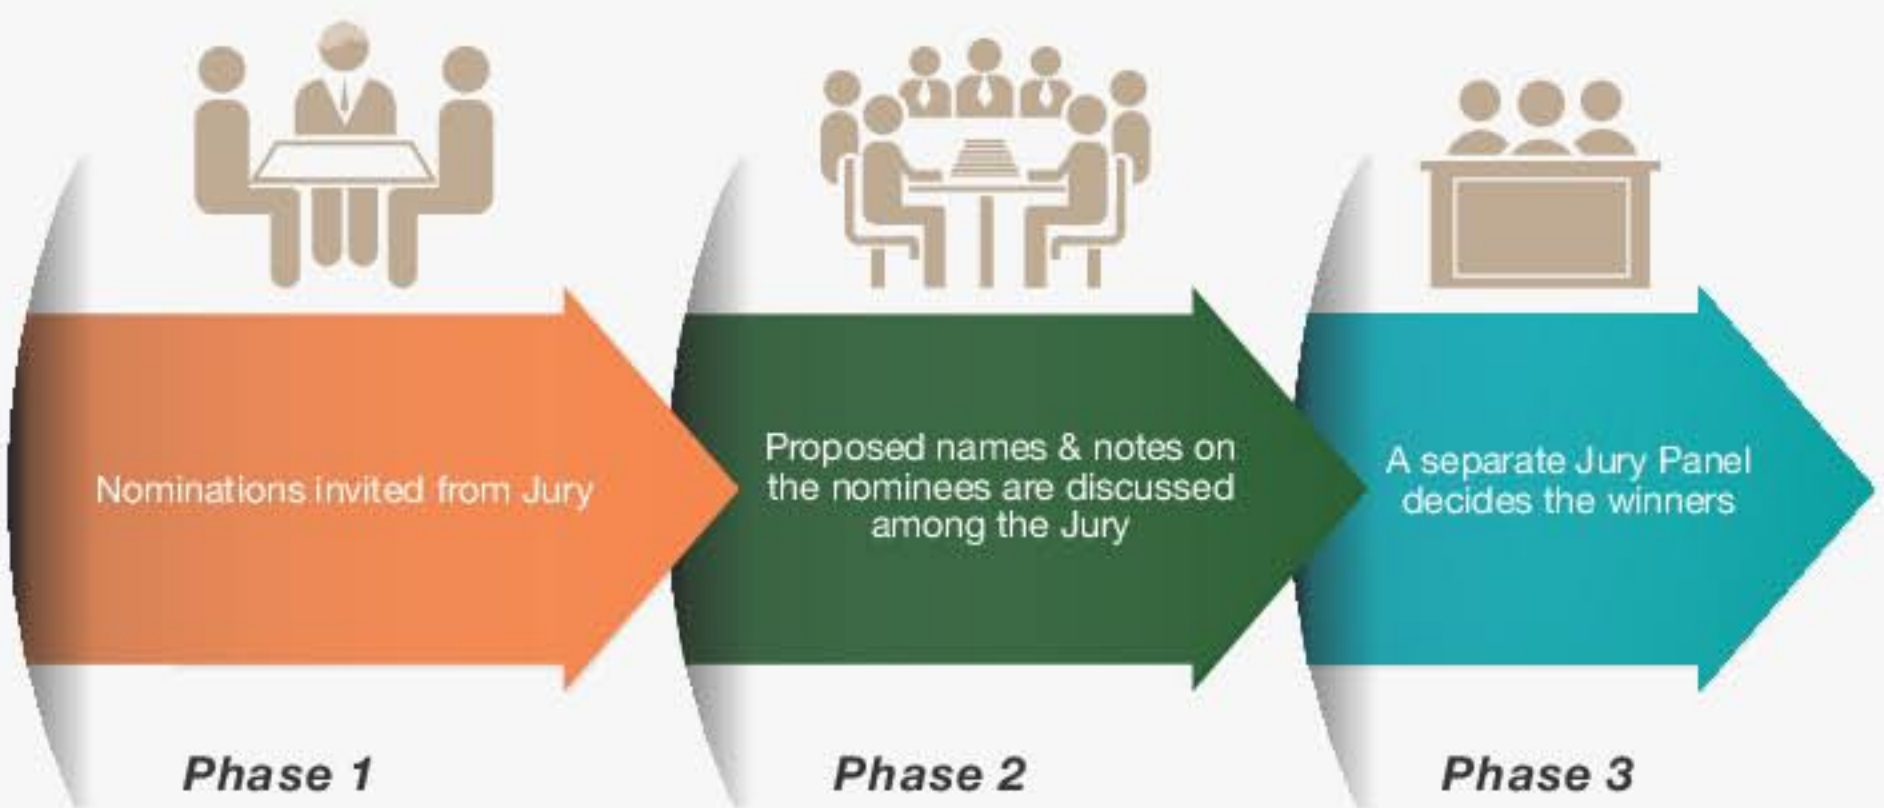 Nominations invited from Jury
Proposed names & notes on
the nominees are discussed
among the Jury
A separate Jury Panel
decides the winners
Phase 1
Phase 2
Phase 3